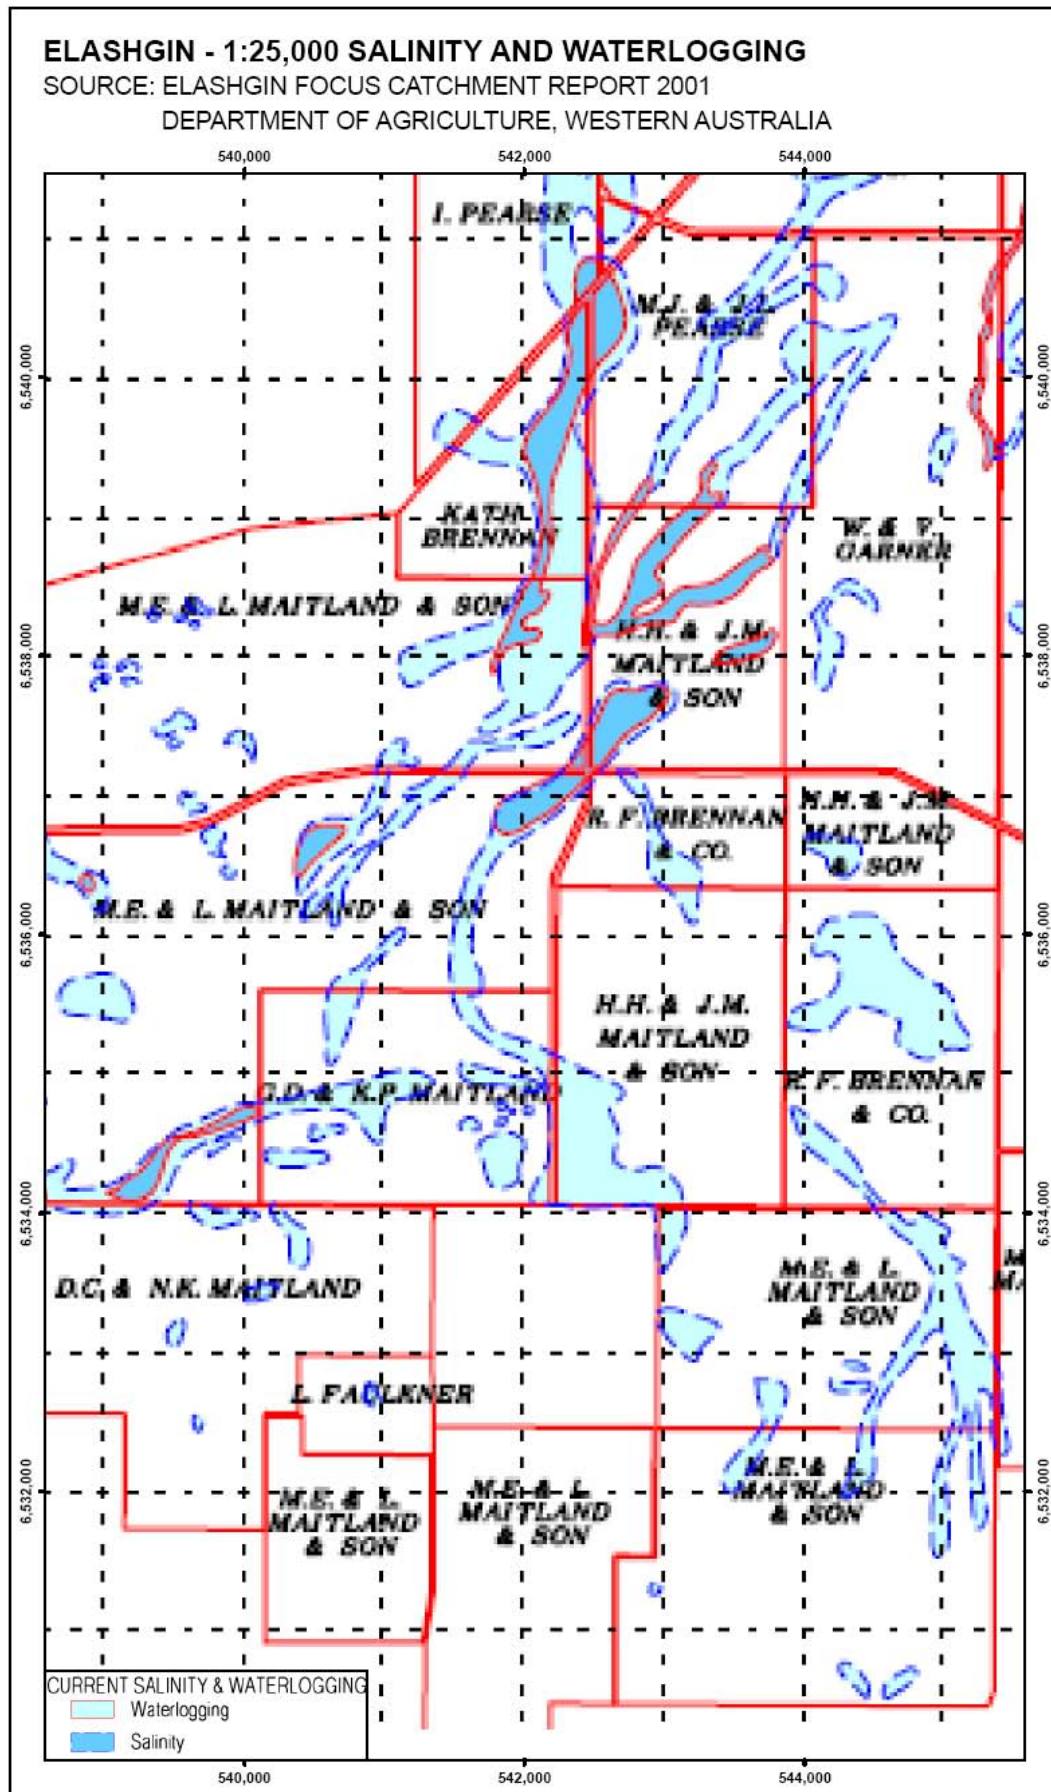 ELASHGIN - 1:25,000 SALINITY AND WATERLOGGING
SOURCE: ELASHGIN FOCUS CATCHMENT REPORT 2001
DEPARTMENT OF AGRICULTURE, WESTERN AUSTRALIA
540,000
542,000
544,000
I. PEARSE
M.J. & J.L.
PEARSE
6,540,000
6,540,000
KATH
BRENNAN
W. & V.
GARNER
M.E. & L. MAITLAND & SON
H.H. & J.M.
MAITLAND
& SON
6,538,000
6,538,000
R. F. BRENNAN
& CO.
H.H. & J.M.
MAITLAND
& SON
M.E. & L. MAITLAND & SON
6,536,000
6,536,000
H.H. & J.M.
MAITLAND
& SON
G.D. & K.P. MAITLAND
R. F. BRENNAN
& CO.
6,534,000
6,534,000
D.C. & N.K. MAITLAND
M.E. & L.
MAITLAND
& SON
M
MA
L. FAULKNER
6,532,000
6,532,000
M.E. & L.
MAITLAND
& SON
M.E. & L.
MAITLAND
& SON
M.E. & L.
MAITLAND
& SON
CURRENT SALINITY & WATERLOGGING
Waterlogging
Salinity
540,000
542,000
544,000